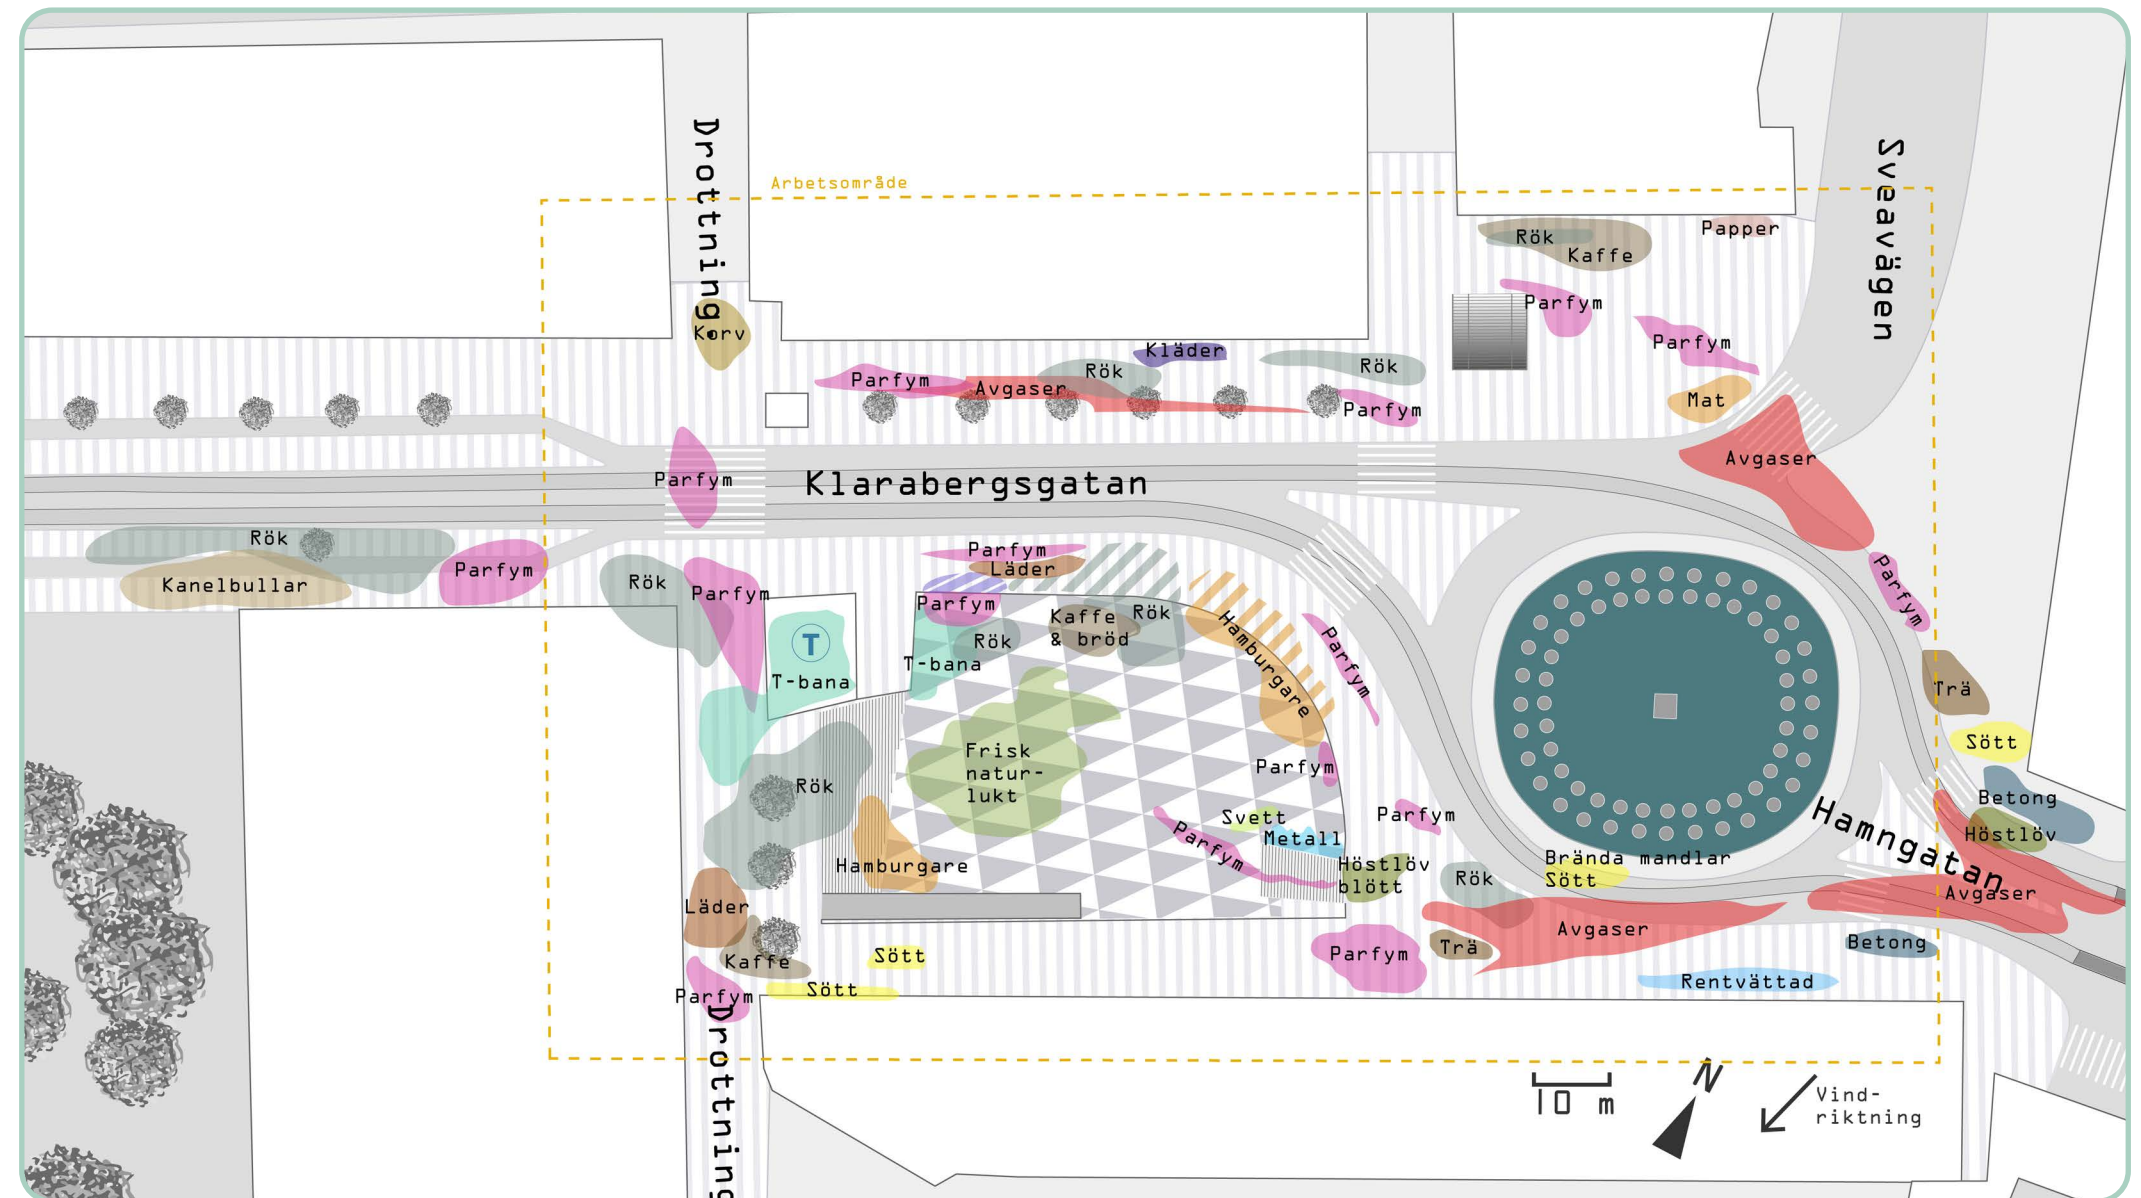 Drottning.
Sveavägen
Arbetsområde
Rök
Kaffe
Papper
Parfym
Korv
Parfym
Kläder
Rök
Parfym
Avgaser
Rök
Parfym
Mat
Avgaser
Parfym
Klarabergsgatan
Rök
Kanelbullar
Parfym
Rök
Parfym
Parfym
Läder
Parfym
Kaffe
& bröd
Rök
Rök
Hamburgare
Parfym
Parfym
T
T-bana
T-bana
Trä
Sött
Frisk
natur-
lukt
Rök
Parfym
Parfym
Svett
Metall
Parfym
Hamburgare
Höstlöv
blött
Betong
Höstlöv
Hamngatan
Brända mandlar
Sött
Rök
Avgaser
Läder
Kaffe
Sött
Parfym
Sött
Parfym
Trä
Avgaser
Betong
Rentvättad
Drottning
10 m
N
Vind-
riktning